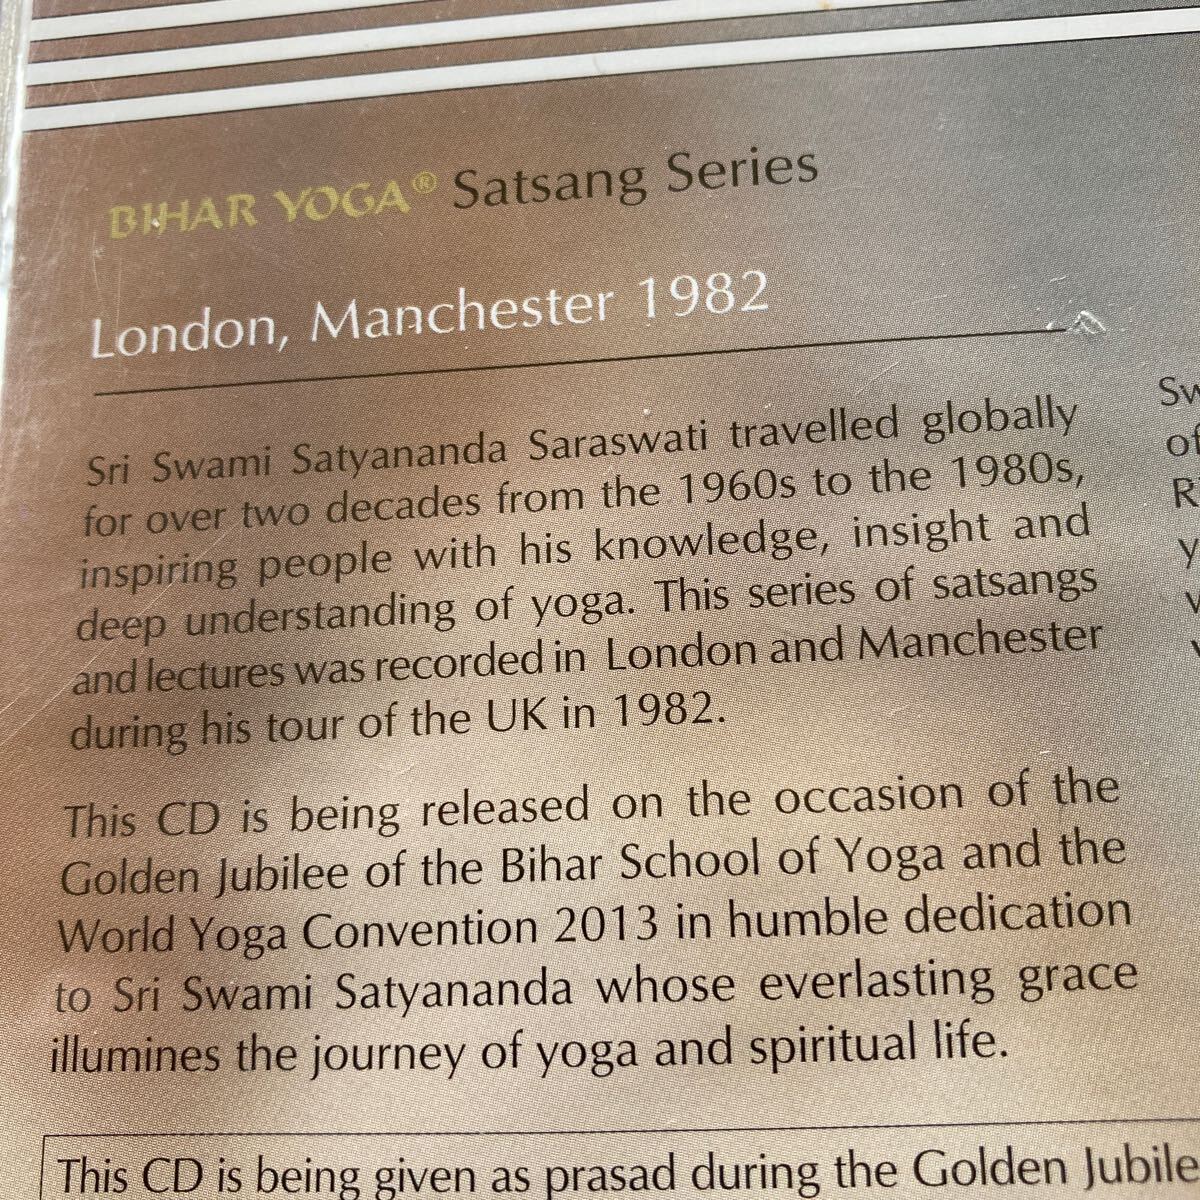 BIHAR YOGA® Satsang Series
London, Manchester 1982
Sri Swami Satyananda Saraswati travelled globally
for over two decades from the 1960s to the 1980s,
inspiring people with his knowledge, insight and
deep understanding of yoga. This series of satsangs
and lectures was recorded in London and Manchester
during his tour of the UK in 1982.
This CD is being released on the occasion of the
Golden Jubilee of the Bihar School of Yoga and the
World Yoga Convention 2013 in humble dedication
to Sri Swami Satyananda whose everlasting grace
illumines the journey of yoga and spiritual life.
This CD is being given as prasad during the Golden Jubile
Sw
of
R
y